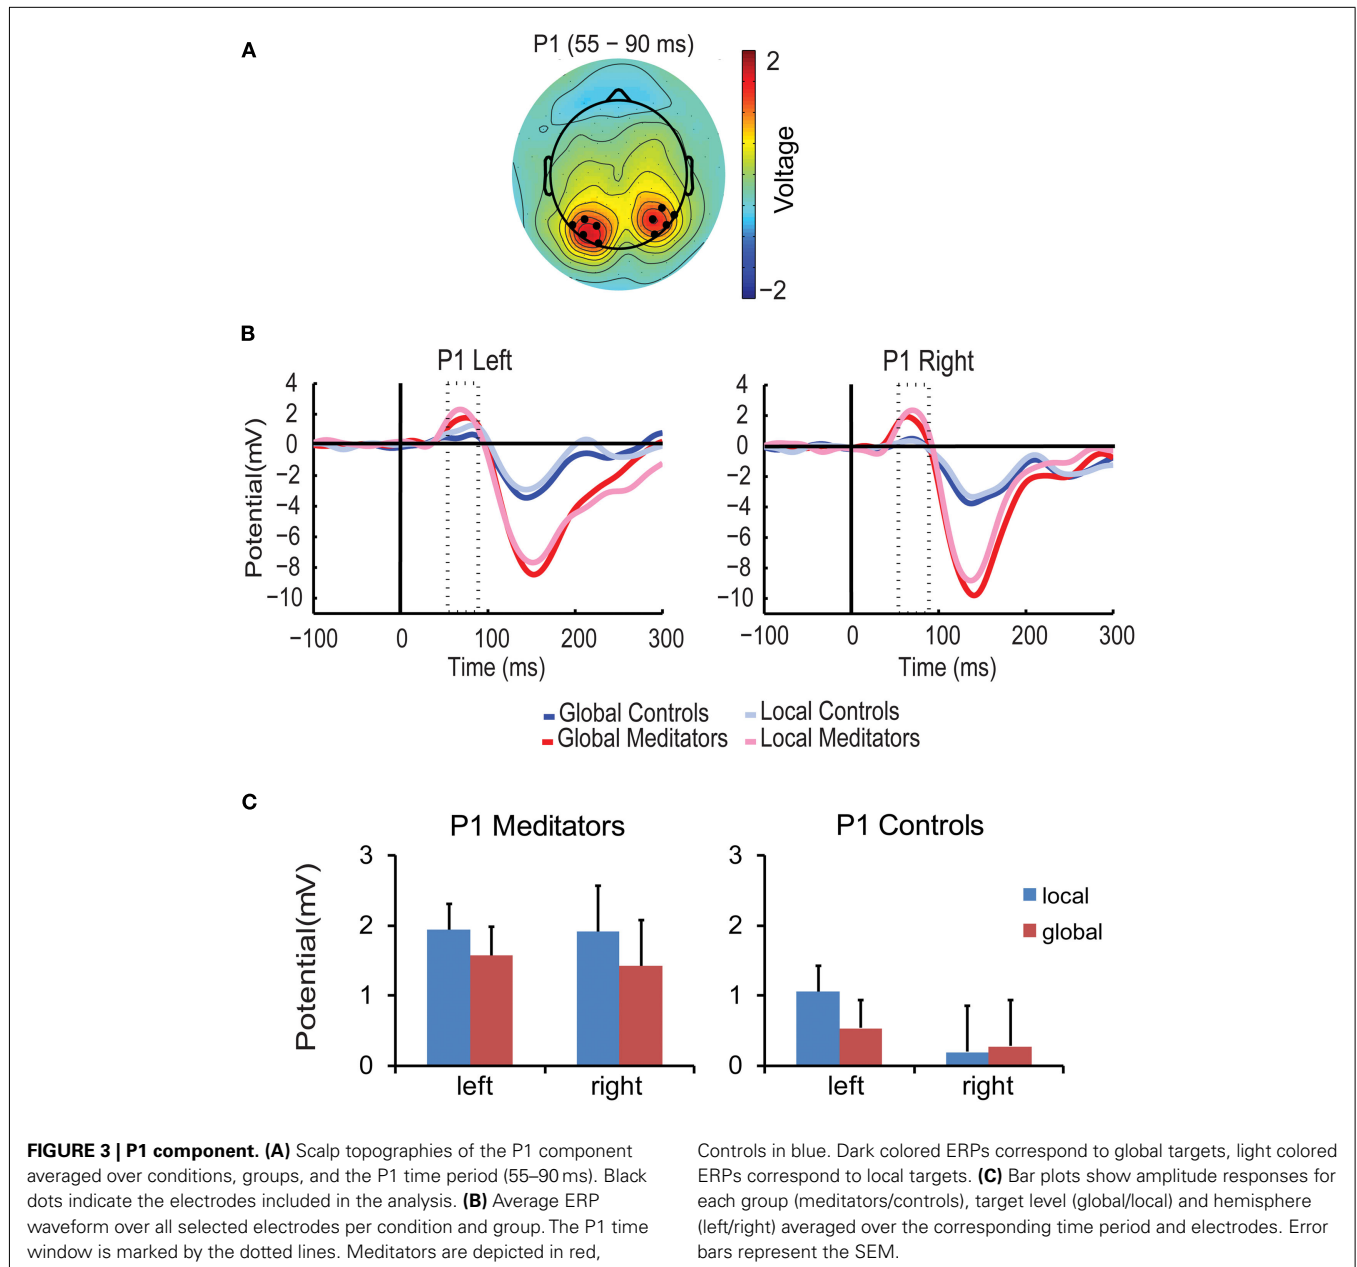 A
P1 (55 – 90 ms)
2
Voltage
−2
B
P1 Left
4
2
0
−2
−4
−6
−8
−10
Potential(mV)
−100
0
100
200
300
Time (ms)
P1 Right
4
2
0
−2
−4
−6
−8
−10
−100
0
100
200
300
Time (ms)
Global Controls
Local Controls
Global Meditators
Local Meditators
C
P1 Meditators
3
2
1
0
Potential(mV)
left
right
P1 Controls
3
2
1
0
left
right
local
global
FIGURE 3 | P1 component. (A) Scalp topographies of the P1 component
averaged over conditions, groups, and the P1 time period (55–90 ms). Black
dots indicate the electrodes included in the analysis. (B) Average ERP
waveform over all selected electrodes per condition and group. The P1 time
window is marked by the dotted lines. Meditators are depicted in red,
Controls in blue. Dark colored ERPs correspond to global targets, light colored
ERPs correspond to local targets. (C) Bar plots show amplitude responses for
each group (meditators/controls), target level (global/local) and hemisphere
(left/right) averaged over the corresponding time period and electrodes. Error
bars represent the SEM.